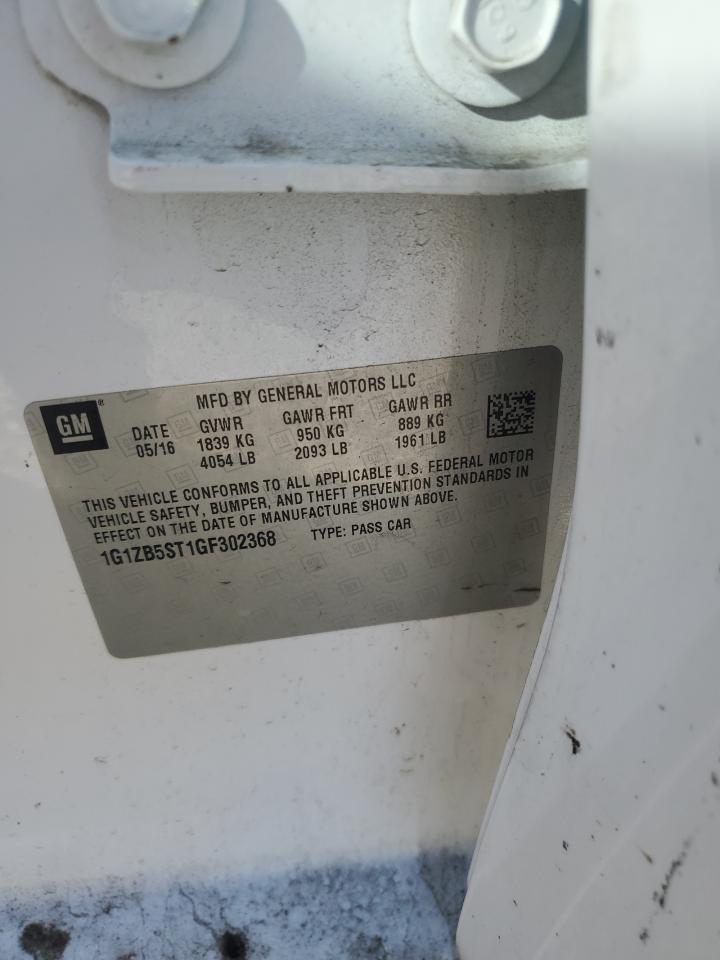 GM ®
MFD BY GENERAL MOTORS LLC
DATE GVWR GAWR FRT GAWR RR
05/16 1839 KG 950 KG 889 KG
4054 LB 2093 LB 1961 LB
THIS VEHICLE CONFORMS TO ALL APPLICABLE U.S. FEDERAL MOTOR
VEHICLE SAFETY, BUMPER, AND THEFT PREVENTION STANDARDS IN
EFFECT ON THE DATE OF MANUFACTURE SHOWN ABOVE.
1G1ZB5ST1GF302368 TYPE: PASS CAR